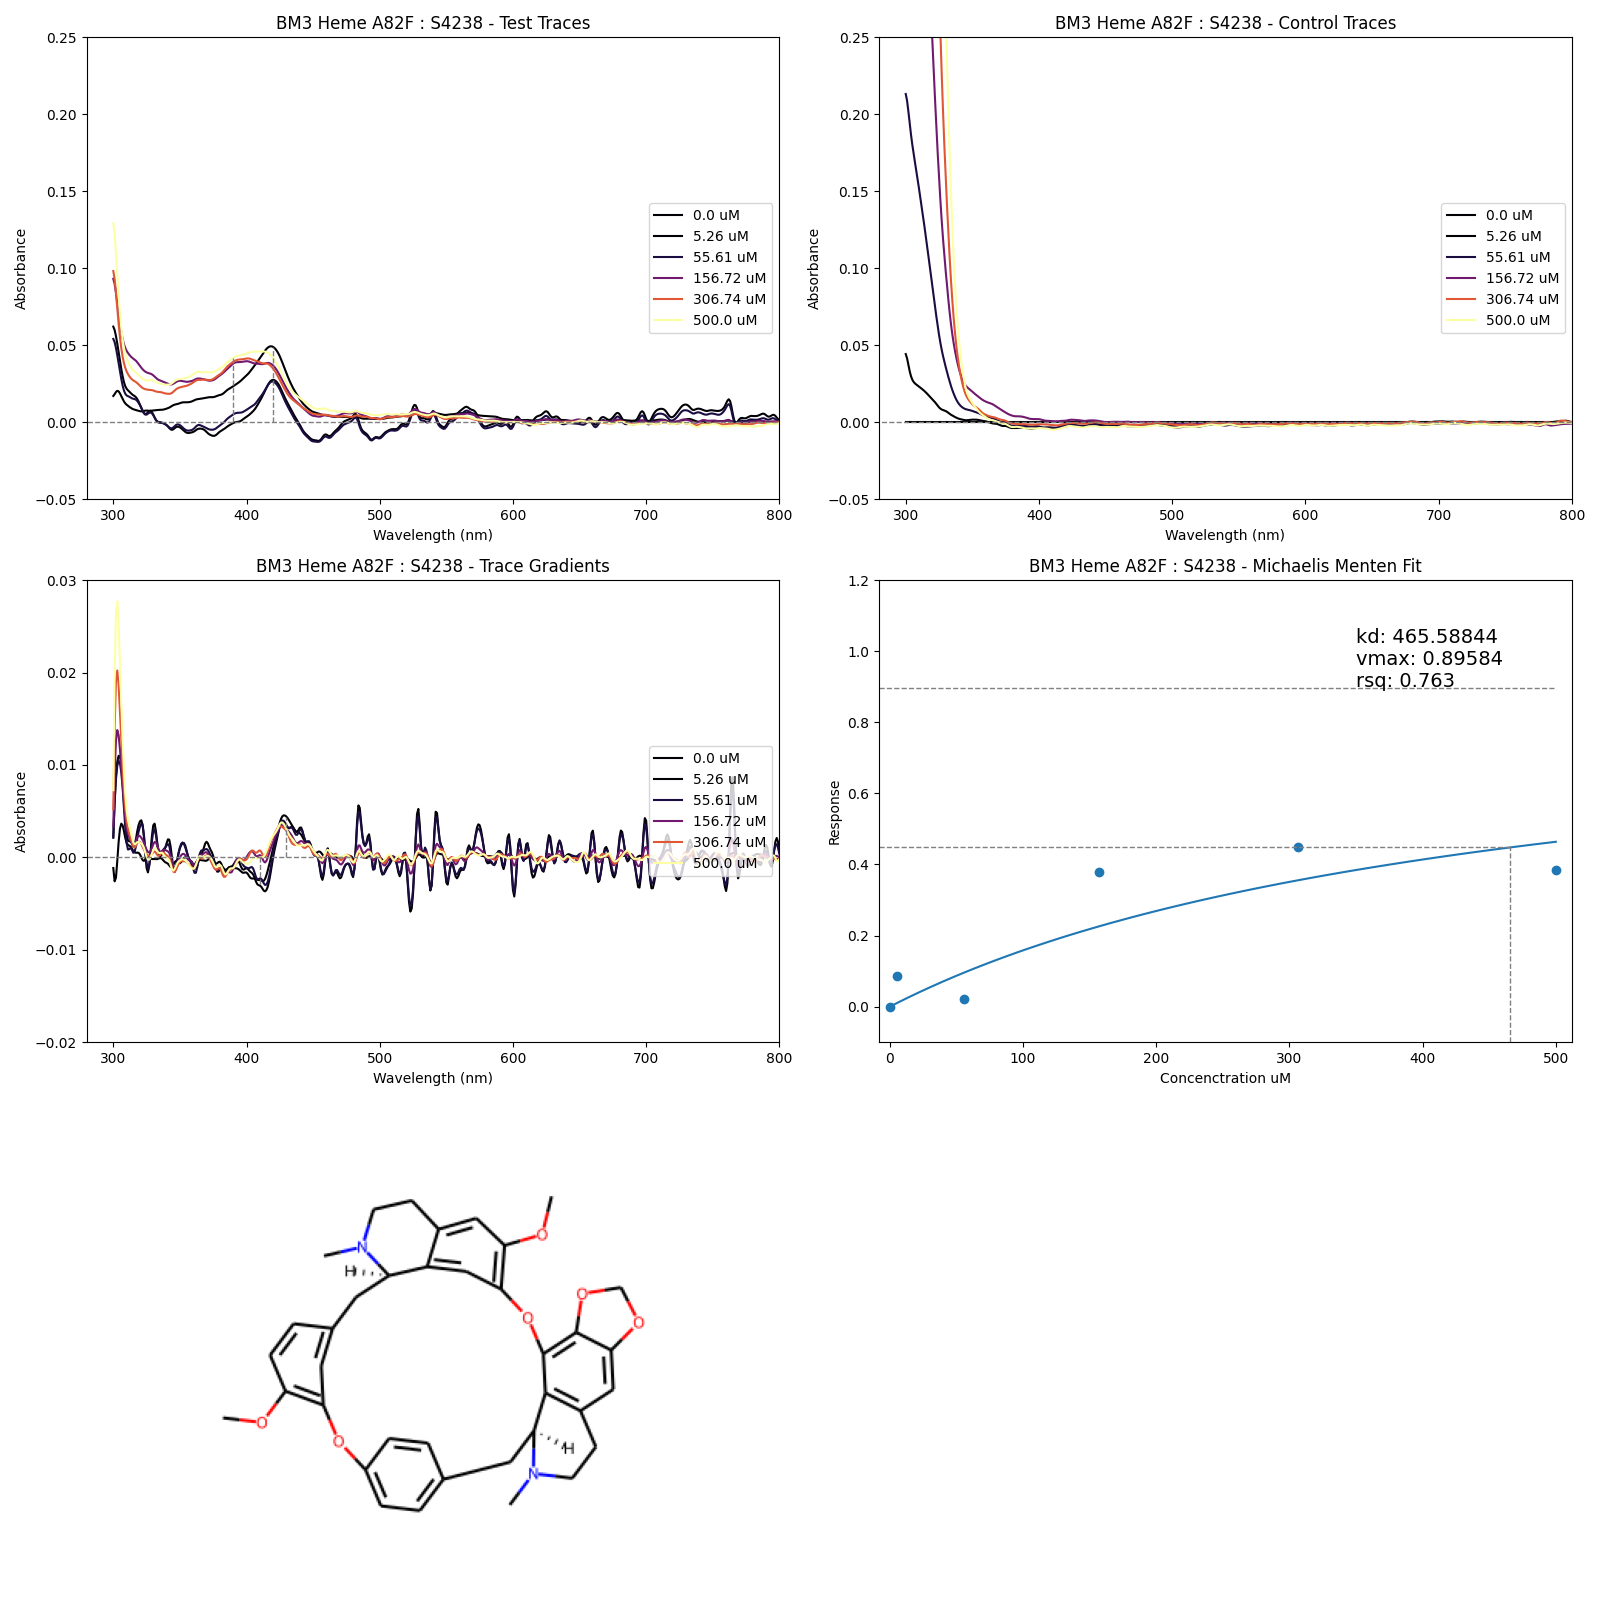 BM3 Heme A82F : S4238 - Test Traces
Absorbance
0.25
0.20
0.15
0.10
0.05
0.00
−0.05
300 400 500 600 700 800
Wavelength (nm)
0.0 uM
5.26 uM
55.61 uM
156.72 uM
306.74 uM
500.0 uM
BM3 Heme A82F : S4238 - Control Traces
Absorbance
0.25
0.20
0.15
0.10
0.05
0.00
−0.05
300 400 500 600 700 800
Wavelength (nm)
0.0 uM
5.26 uM
55.61 uM
156.72 uM
306.74 uM
500.0 uM
BM3 Heme A82F : S4238 - Trace Gradients
Absorbance
0.03
0.02
0.01
0.00
−0.01
−0.02
300 400 500 600 700 800
Wavelength (nm)
0.0 uM
5.26 uM
55.61 uM
156.72 uM
306.74 uM
500.0 uM
BM3 Heme A82F : S4238 - Michaelis Menten Fit
Response
1.2
1.0
0.8
0.6
0.4
0.2
0.0
0 100 200 300 400 500
Concenctration uM
kd: 465.58844
vmax: 0.89584
rsq: 0.763
O
N
H
O
O
O
O
O
H
N